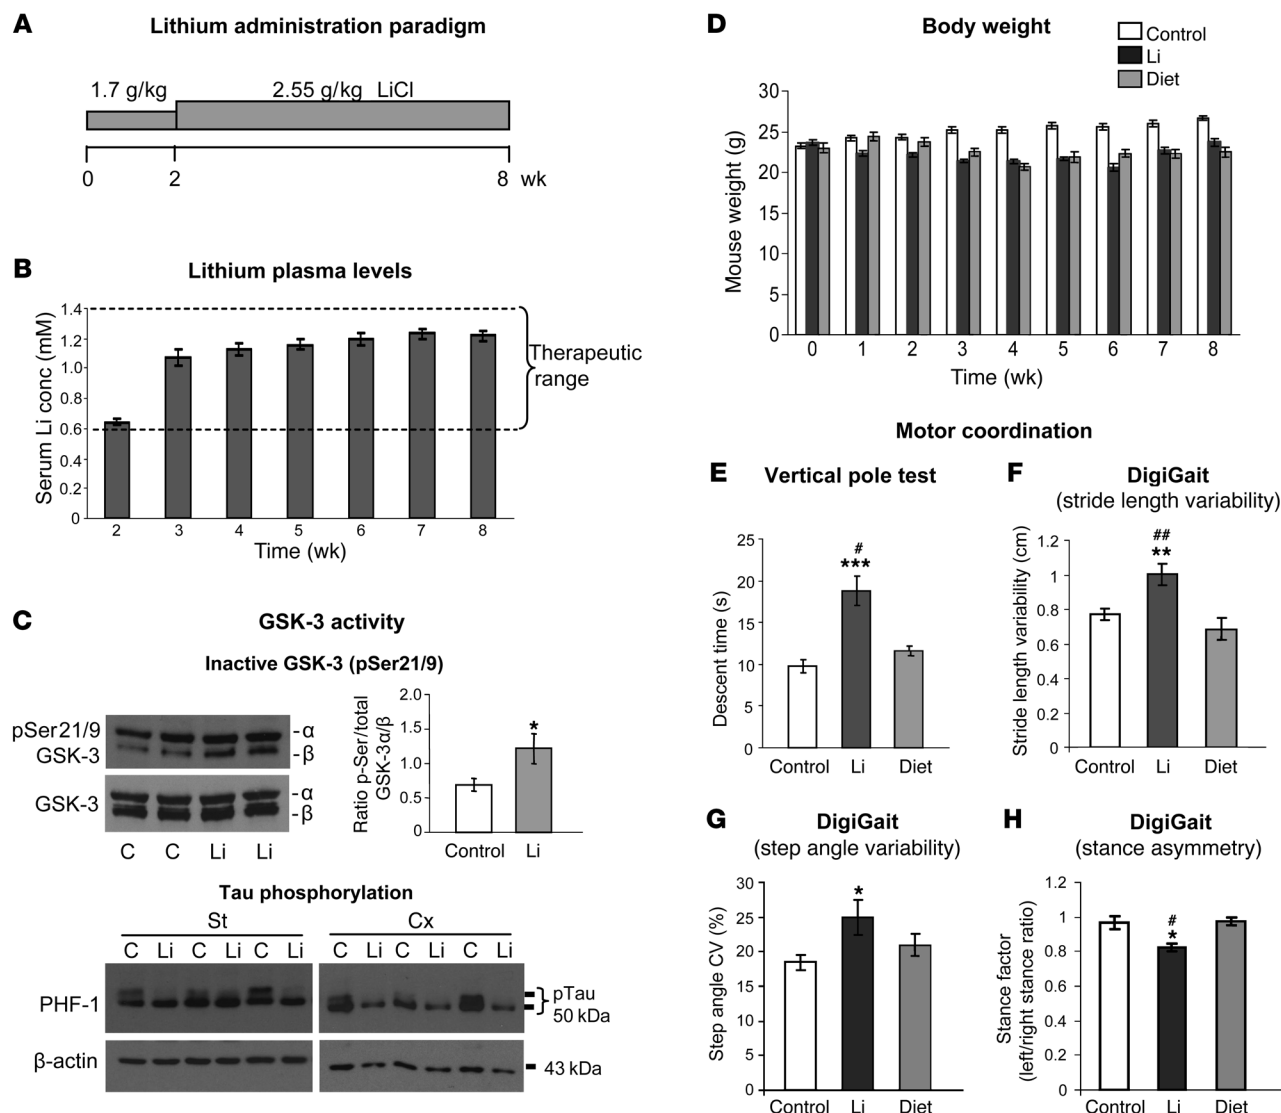 A
Lithium administration paradigm
1.7 g/kg
2.55 g/kg LiCl
0 2 8 wk
B
Lithium plasma levels
Serum Li conc (mM)
1.4
1.2
1.0
0.8
0.6
0.4
0.2
0
Therapeutic
range
2 3 4 5 6 7 8
Time (wk)
C
GSK-3 activity
Inactive GSK-3 (pSer21/9)
pSer21/9
GSK-3
-α
-β
GSK-3
-α
-β
C C Li Li
Ratio p-Ser/total
GSK-3α/β
2.0
1.5
1.0
0.5
0
*
Control Li
Tau phosphorylation
St Cx
C Li C Li C Li C Li C Li C Li
PHF-1
pTau
50 kDa
β-actin
43 kDa
D
Body weight
Control
Li
Diet
Mouse weight (g)
30
25
20
15
10
5
0
0 1 2 3 4 5 6 7 8
Time (wk)
Motor coordination
E
Vertical pole test
Descent time (s)
25
20
15
10
5
0
#
***
Control Li Diet
F
DigiGait
(stride length variability)
Stride length variability (cm)
1.2
1
0.8
0.6
0.4
0.2
0
##
**
Control Li Diet
G
DigiGait
(step angle variability)
Step angle CV (%)
30
25
20
15
10
5
0
*
Control Li Diet
H
DigiGait
(stance asymmetry)
Stance factor
(left/right stance ratio)
1.2
1
0.8
0.6
0.4
0.2
0
#
*
Control Li Diet